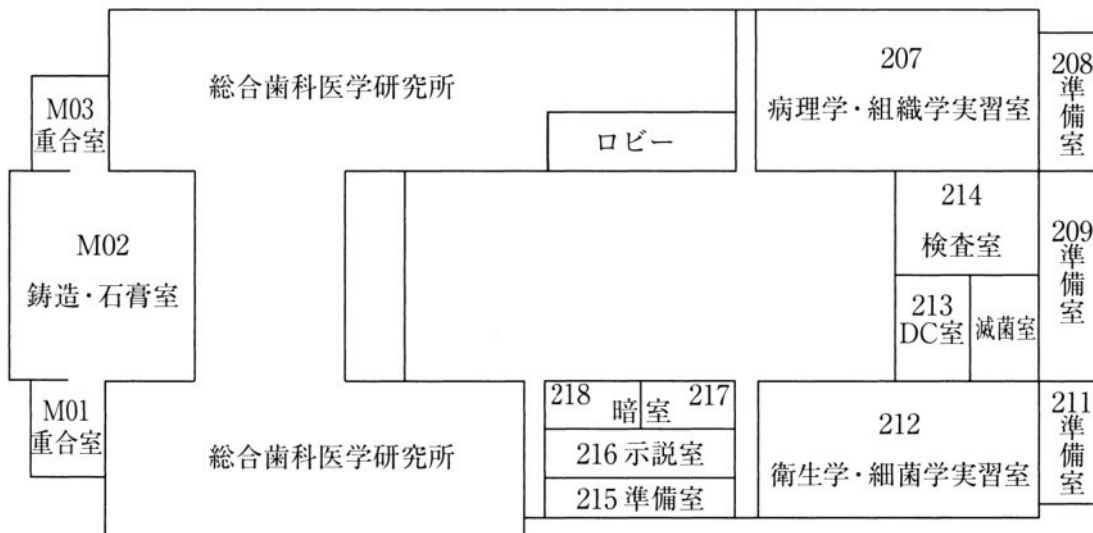 総合歯科医学研究所
ロビー
207
病理学・組織学実習室
208
準備室
M03
重合室
M02
鋳造・石膏室
M01
重合室
214
検査室
209
準備室
213
DC室
滅菌室
総合歯科医学研究所
218
暗室
217
216 示説室
215 準備室
212
衛生学・細菌学実習室
211
準備室